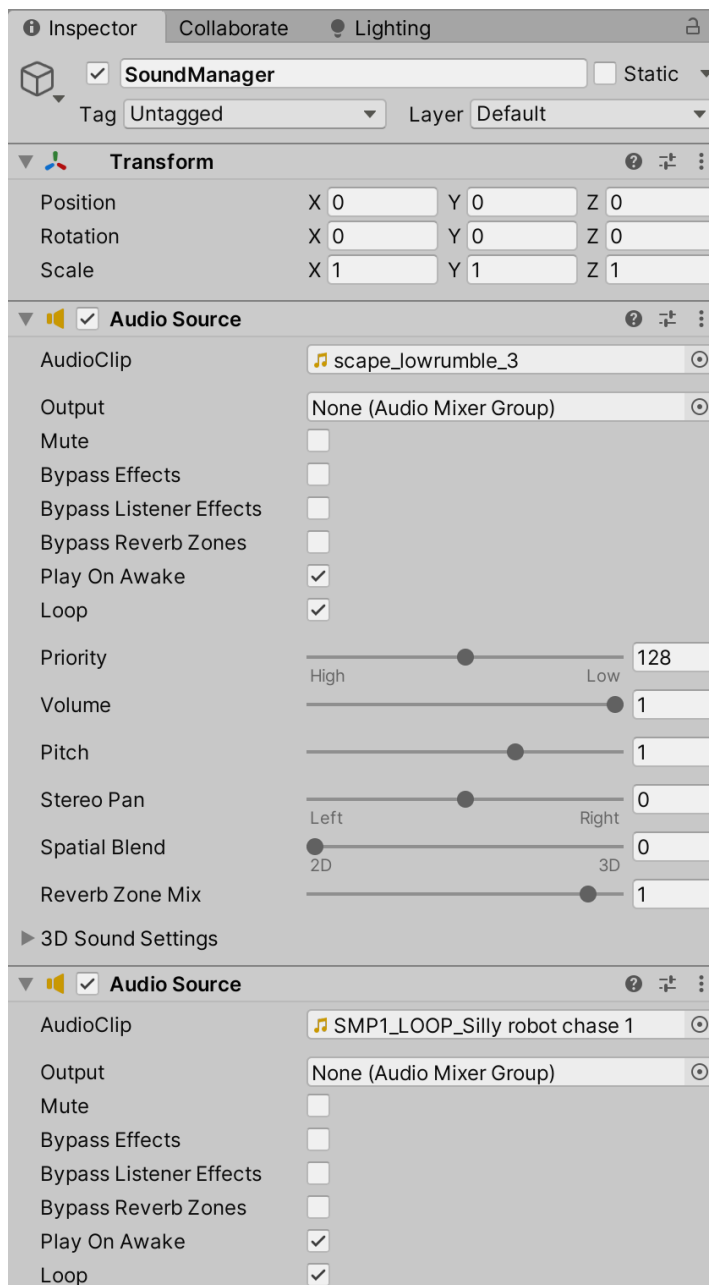 Inspector Collaborate Lighting
SoundManager Static
Tag Untagged Layer Default
Transform
Position X 0 Y 0 Z 0
Rotation X 0 Y 0 Z 0
Scale X 1 Y 1 Z 1
Audio Source
AudioClip scape_lowrumble_3
Output None (Audio Mixer Group)
Mute
Bypass Effects
Bypass Listener Effects
Bypass Reverb Zones
Play On Awake
Loop
Priority 128
High Low
Volume 1
Pitch 1
Stereo Pan 0
Left Right
Spatial Blend 0
2D 3D
Reverb Zone Mix 1
3D Sound Settings
Audio Source
AudioClip SMP1_LOOP_Silly robot chase 1
Output None (Audio Mixer Group)
Mute
Bypass Effects
Bypass Listener Effects
Bypass Reverb Zones
Play On Awake
Loop